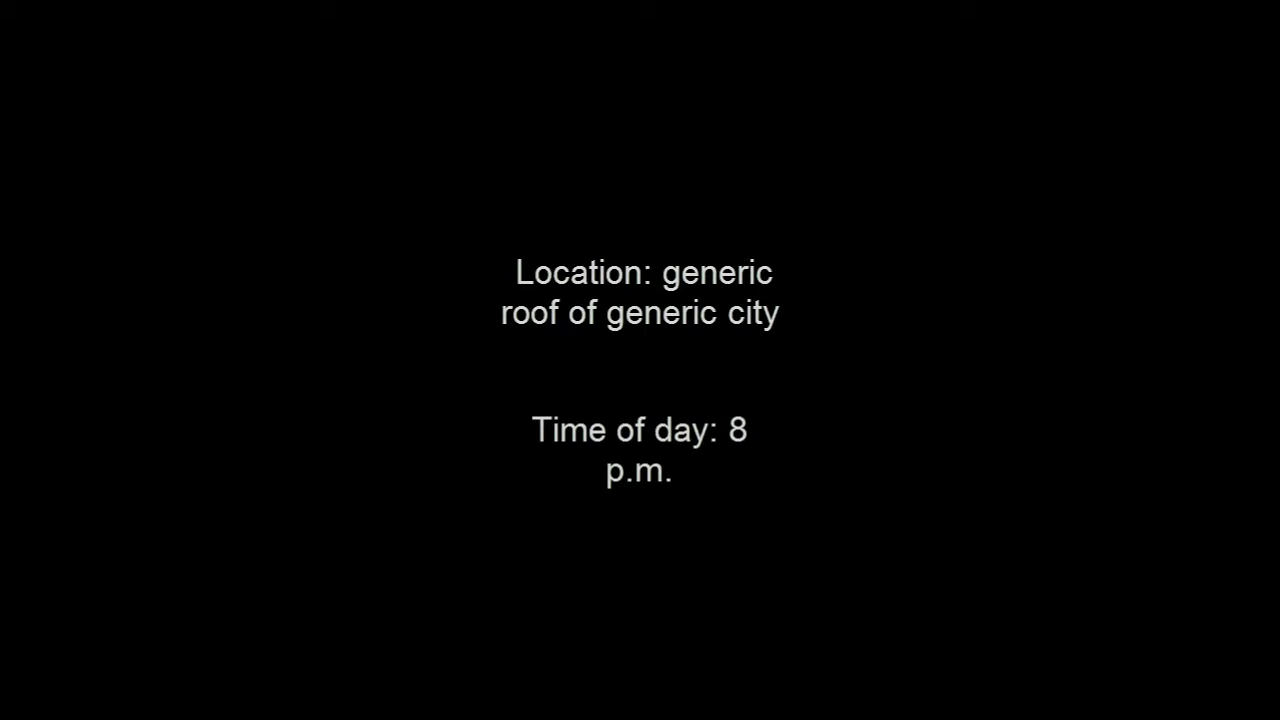 Location: generic
roof of generic city
Time of day: 8
p.m.